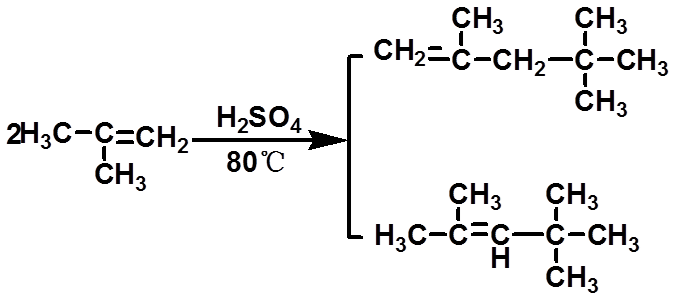 CH₃ CH₃
CH₂=C-CH₂-C-CH₃
CH₃
2H₃C-C=CH₂
CH₃
H₂SO₄
80℃
CH₃ CH₃
H₃C-C=C-C-CH₃
H CH₃